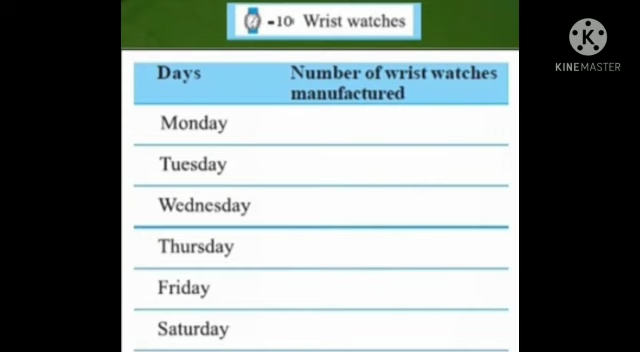 = 10 Wrist watches
KINEMASTER
Days Number of wrist watches
manufactured
Monday
Tuesday
Wednesday
Thursday
Friday
Saturday